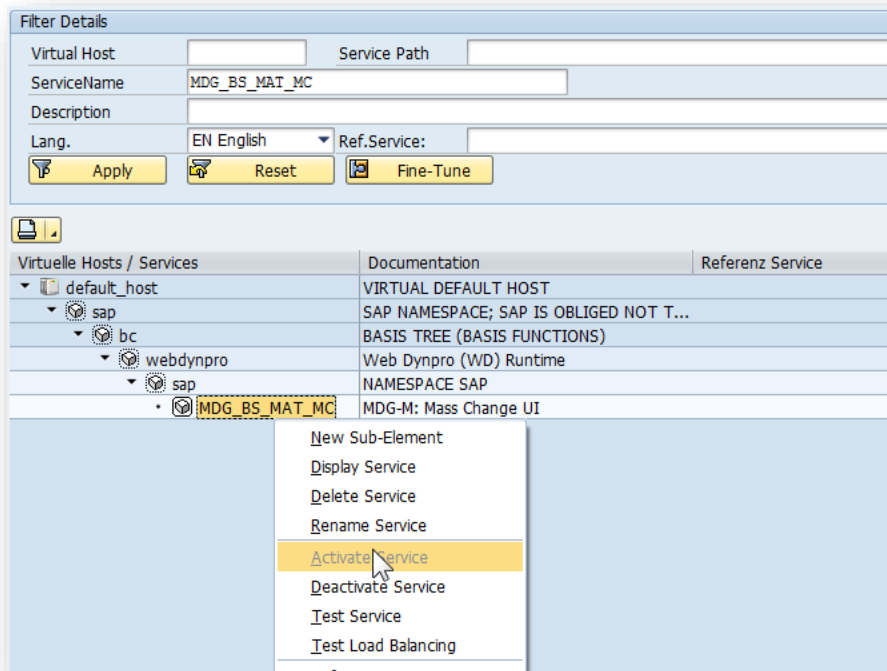 Filter Details
Virtual Host Service Path
ServiceName MDG_BS_MAT_MC
Description
Lang. EN English Ref.Service:
Apply Reset Fine-Tune
Virtuelle Hosts / Services Documentation Referenz Service
default_host VIRTUAL DEFAULT HOST
sap SAP NAMESPACE; SAP IS OBLIGED NOT T...
bc BASIS TREE (BASIS FUNCTIONS)
webdynpro Web Dynpro (WD) Runtime
sap NAMESPACE SAP
MDG_BS_MAT_MC MDG-M: Mass Change UI
New Sub-Element
Display Service
Delete Service
Rename Service
Activate Service
Deactivate Service
Test Service
Test Load Balancing